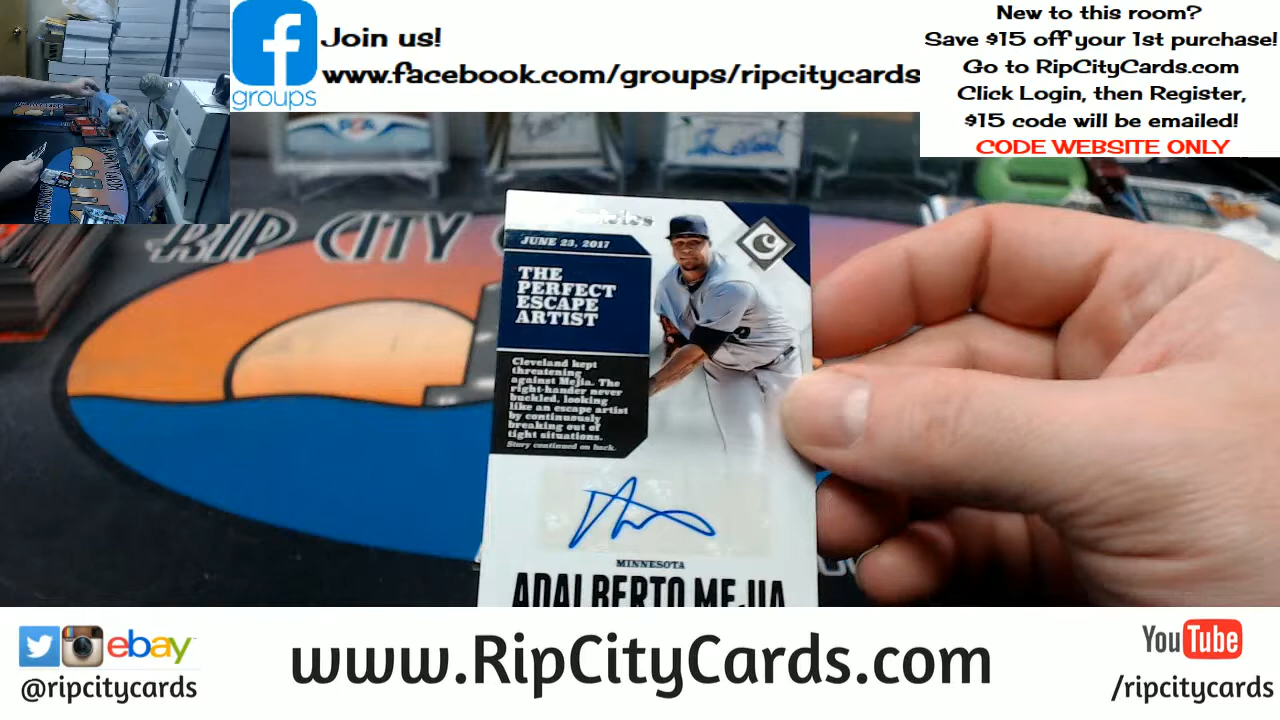 Join us!
www.facebook.com/groups/ripcitycards
groups
New to this room?
Save $15 off your 1st purchase!
Go to RipCityCards.com
Click Login, then Register,
$15 code will be emailed!
CODE WEBSITE ONLY
PSA
RIP CITY
JUNE 23, 2017
THE
PERFECT
ESCAPE
ARTIST
Cleveland kept
threatening
against Mejia. The
right-hander never
buckled, looking
like an escape artist
by continuously
breaking out of
tight situations.
Story continued on back.
MINNESOTA
ADALBERTO MEJIA
ebay
@ripcitycards
www.RipCityCards.com
YouTube
/ripcitycards